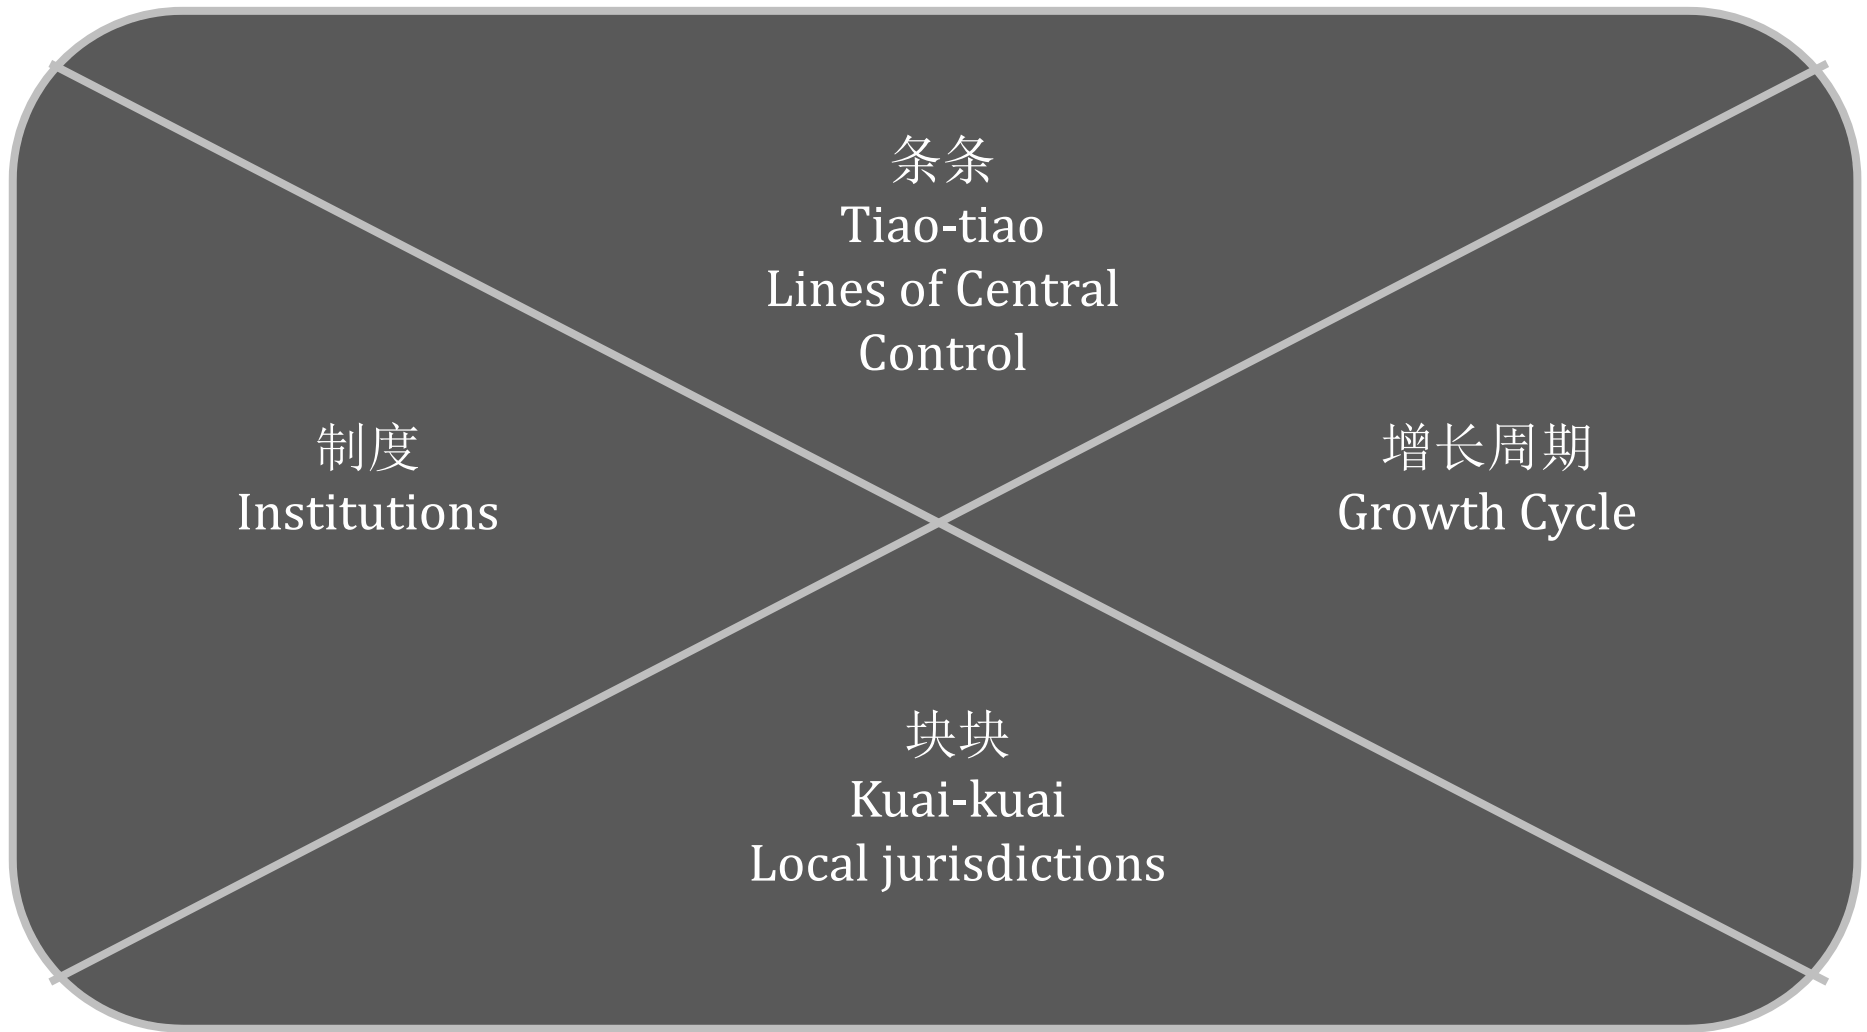 条条
Tiao-tiao
Lines of Central
Control
制度
Institutions
增长周期
Growth Cycle
块块
Kuai-kuai
Local jurisdictions